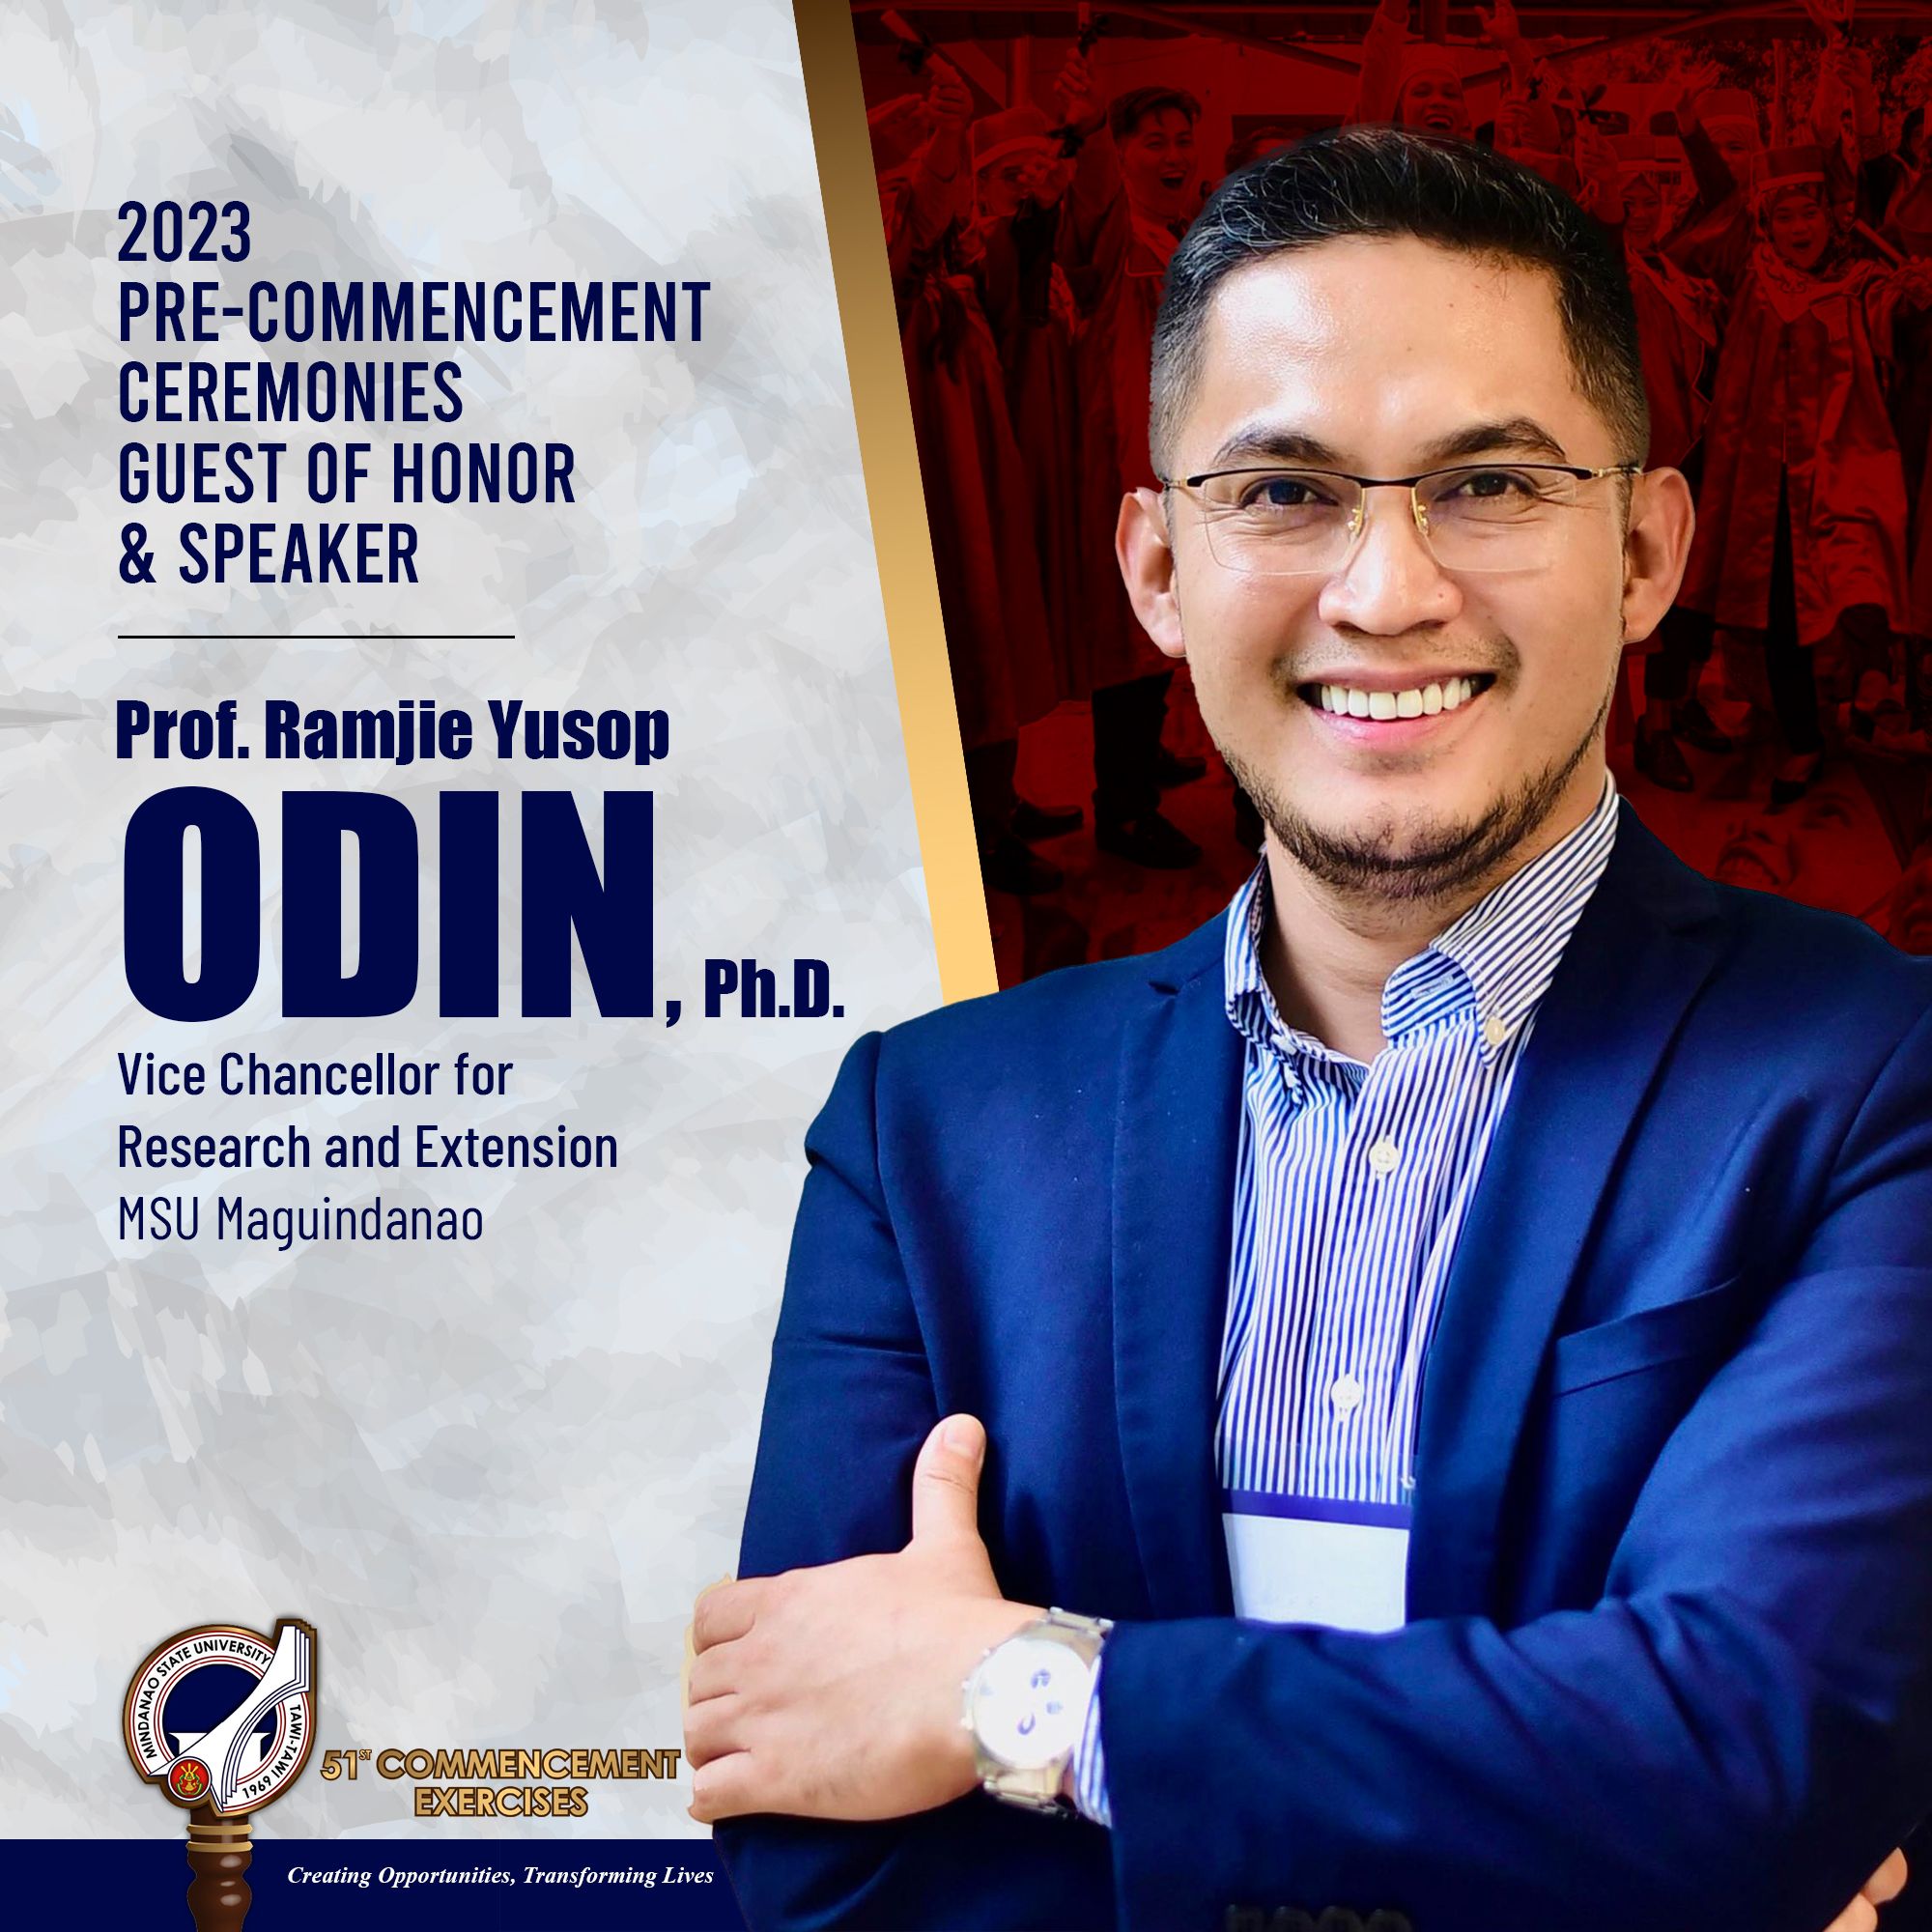 2023
PRE-COMMENCEMENT
CEREMONIES
GUEST OF HONOR
& SPEAKER
Prof. Ramjie Yusop
ODIN, Ph.D.
Vice Chancellor for
Research and Extension
MSU Maguindanao
MINDANAO STATE UNIVERSITY
TAWI-TAWI
1969
51ST COMMENCEMENT
EXERCISES
Creating Opportunities, Transforming Lives